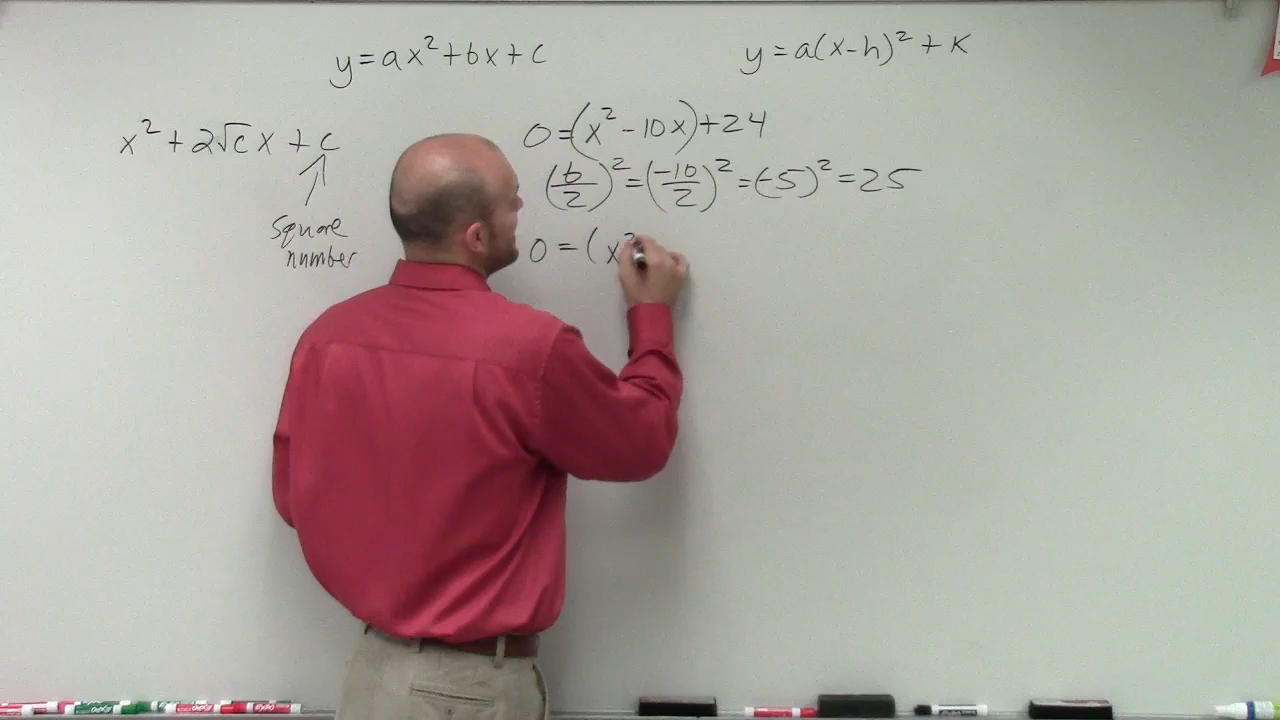 y=ax²+bx+c
y=a(x-h)²+k
x²+2√c x+c
square
number
0=(x²-10x)+24
(b/2)²=(-10/2)²=(-5)²=25
0=(x²